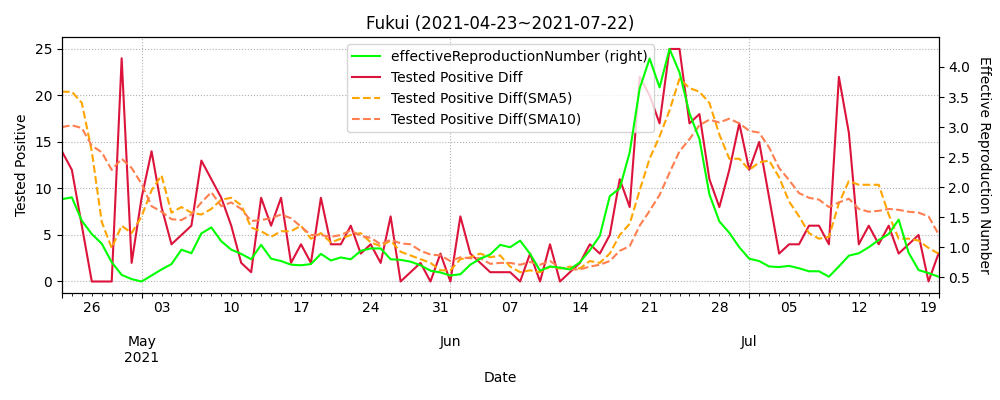 Fukui (2021-04-23~2021-07-22)
effectiveReproductionNumber (right)
Tested Positive Diff
Tested Positive Diff(SMA5)
Tested Positive Diff(SMA10)
Tested Positive
25
20
15
10
5
0
4.0
3.5
3.0
2.5
2.0
1.5
1.0
0.5
Effective Reproduction Number
26 03 10 17 24 31 07 14 21 28 05 12 19
May Jun Jul
2021
Date